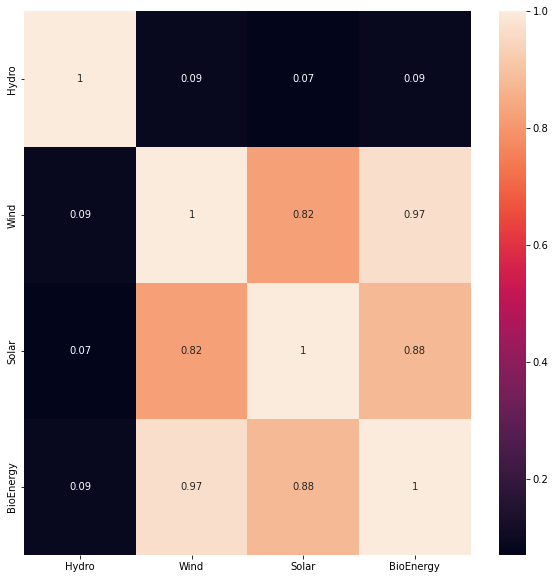 Hydro 1 0.09 0.07 0.09
Wind 0.09 1 0.82 0.97
Solar 0.07 0.82 1 0.88
BioEnergy 0.09 0.97 0.88 1
Hydro Wind Solar BioEnergy
1.0
0.8
0.6
0.4
0.2